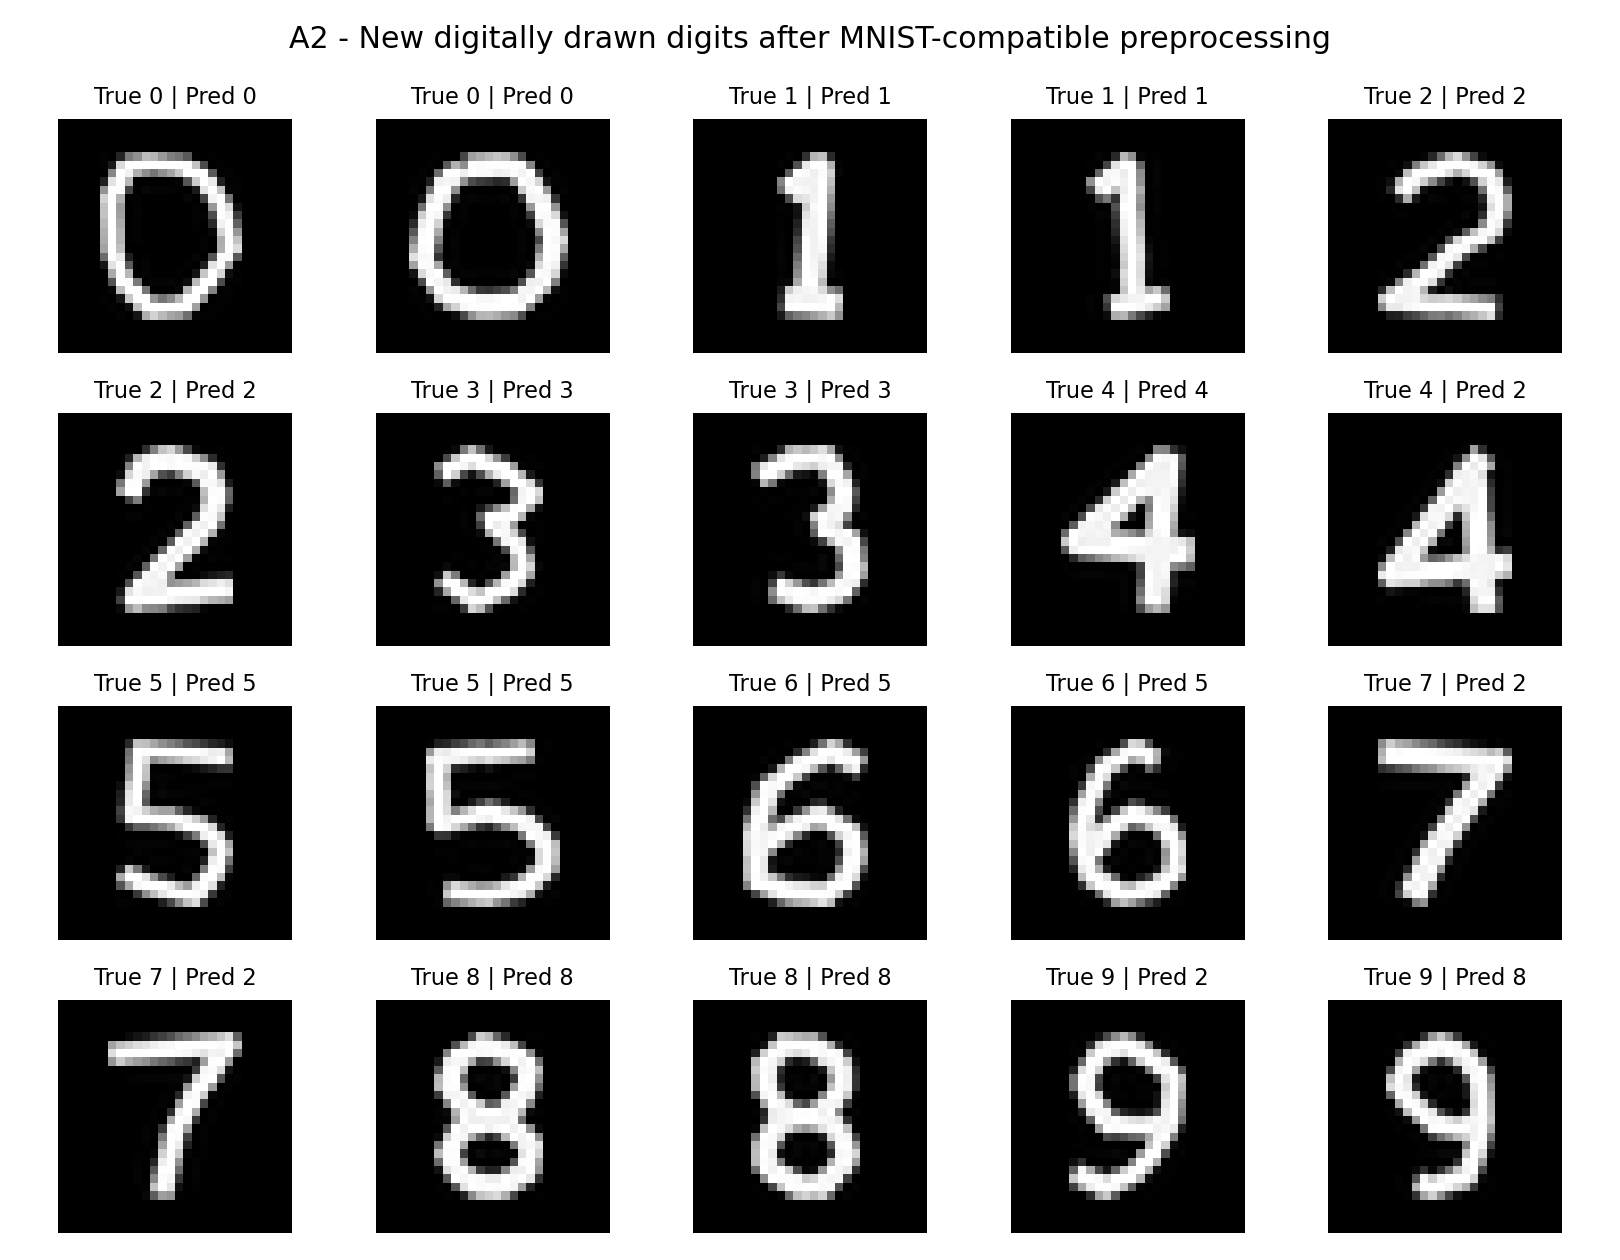 A2 - New digitally drawn digits after MNIST-compatible preprocessing
True 0 | Pred 0 True 0 | Pred 0 True 1 | Pred 1 True 1 | Pred 1 True 2 | Pred 2
0 0 1 1 2
True 2 | Pred 2 True 3 | Pred 3 True 3 | Pred 3 True 4 | Pred 4 True 4 | Pred 2
2 3 3 4 4
True 5 | Pred 5 True 5 | Pred 5 True 6 | Pred 5 True 6 | Pred 5 True 7 | Pred 2
5 5 6 6 7
True 7 | Pred 2 True 8 | Pred 8 True 8 | Pred 8 True 9 | Pred 2 True 9 | Pred 8
7 8 8 9 9